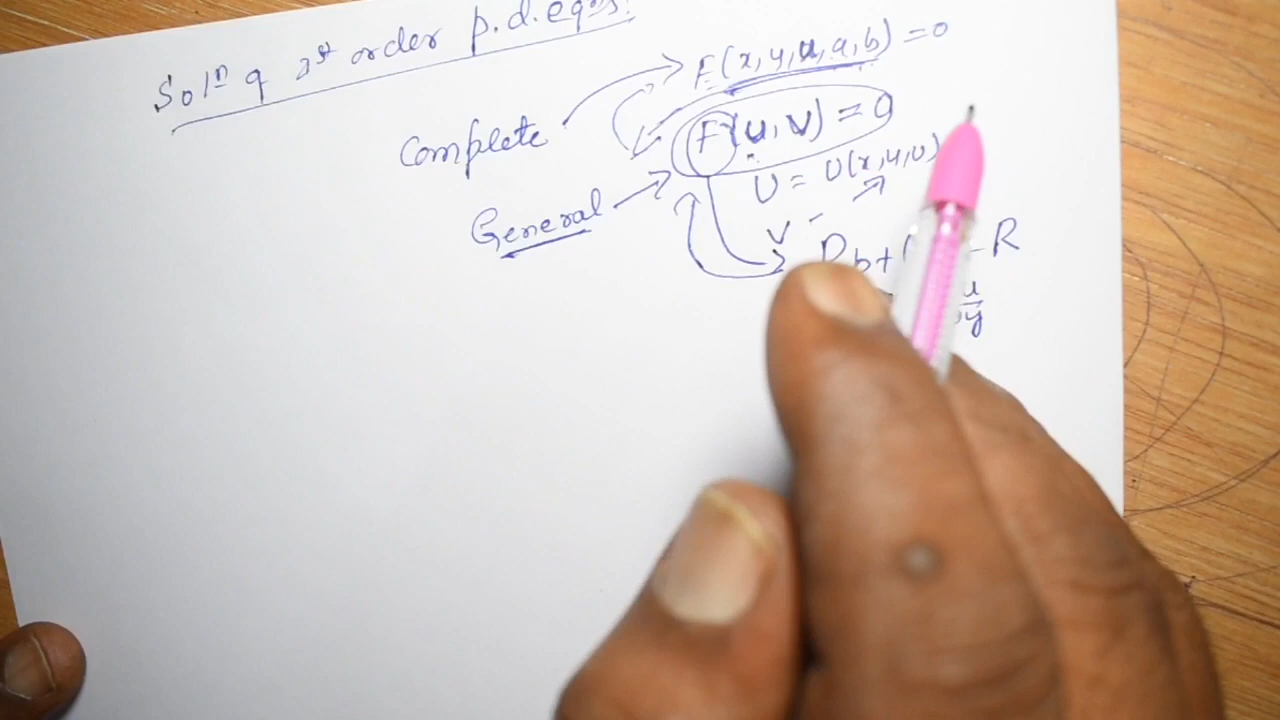 Solⁿ of 1st order p.d.eqns.
Complete → F(x,y,u,a,b) = 0
F(U,V) = 0
General → U = U(x,y,u)
V -
Pp + = R